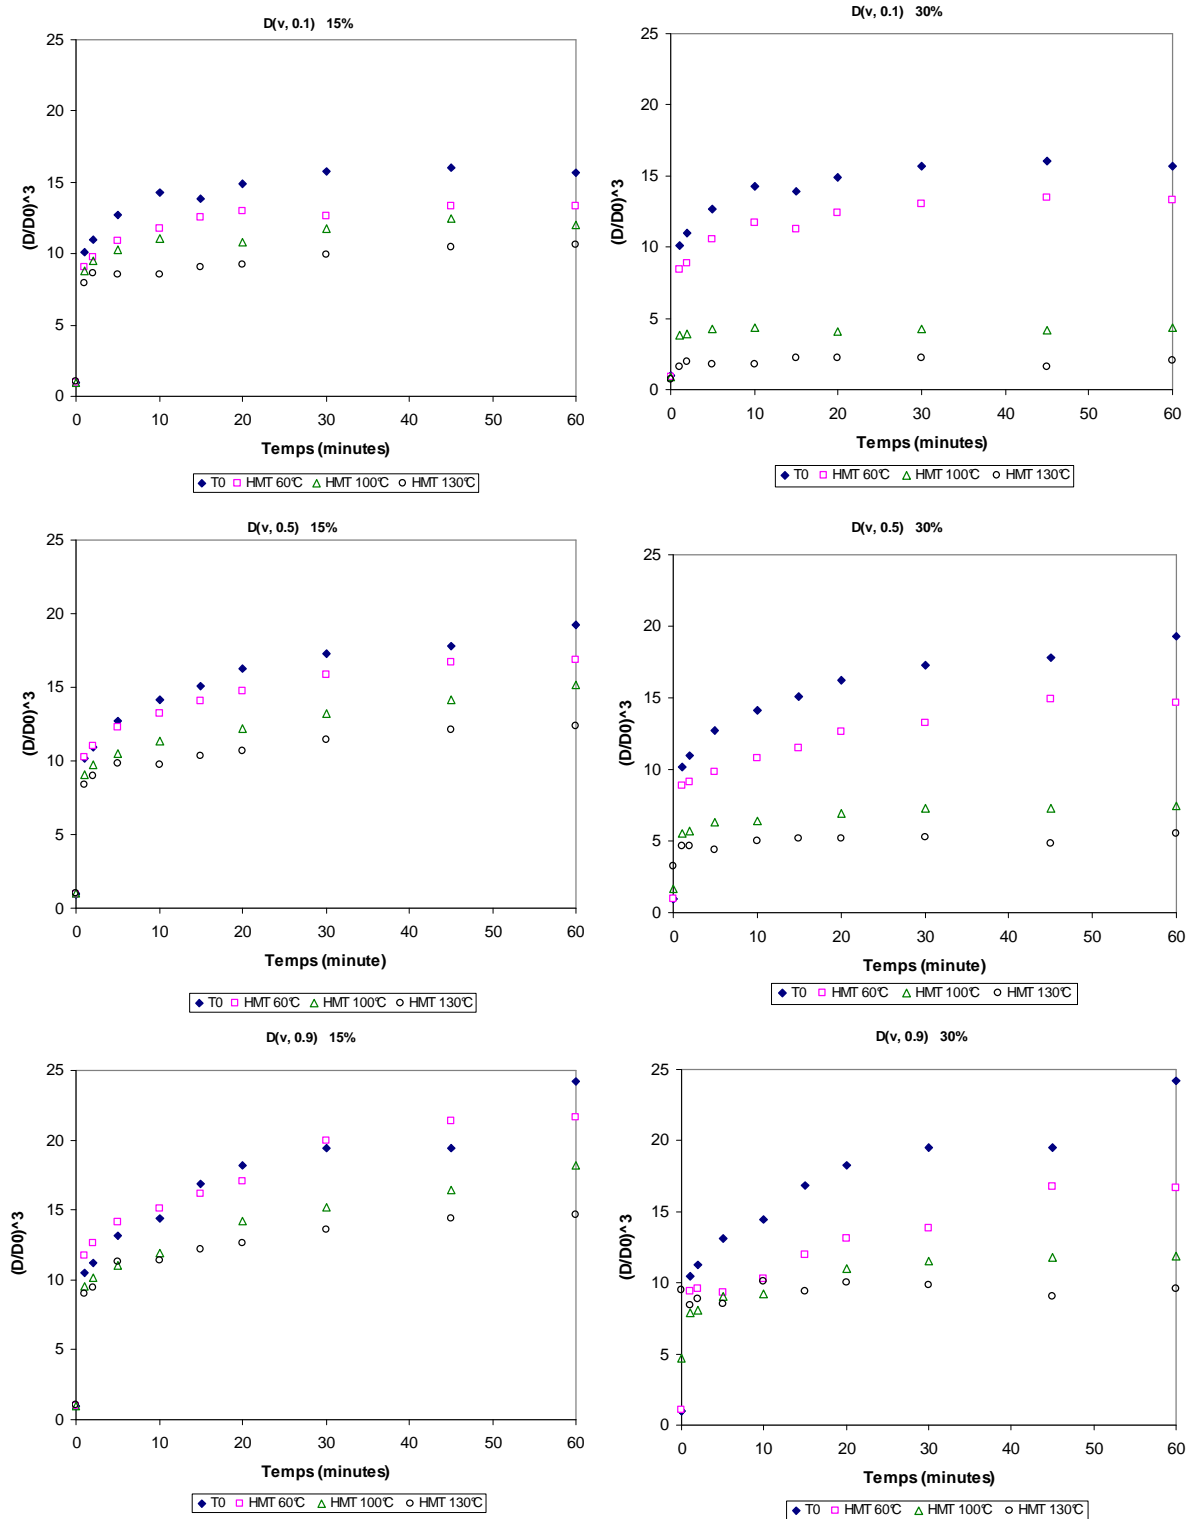 D(v, 0.1) 15%
25
20
15
10
5
0
(D/D0)^3
0 10 20 30 40 50 60
Temps (minutes)
T0 HMT 60°C HMT 100°C HMT 130°C
D(v, 0.1) 30%
25
20
15
10
5
0
(D/D0)^3
0 10 20 30 40 50 60
Temps (minutes)
T0 HMT 60°C HMT 100°C HMT 130°C
D(v, 0.5) 15%
25
20
15
10
5
0
(D/D0)^3
0 10 20 30 40 50 60
Temps (minute)
T0 HMT 60°C HMT 100°C HMT 130°C
D(v, 0.5) 30%
25
20
15
10
5
0
(D/D0)^3
0 10 20 30 40 50 60
Temps (minute)
T0 HMT 60°C HMT 100°C HMT 130°C
D(v, 0.9) 15%
25
20
15
10
5
0
(D/D0)^3
0 10 20 30 40 50 60
Temps (minutes)
T0 HMT 60°C HMT 100°C HMT 130°C
D(v, 0.9) 30%
25
20
15
10
5
0
(D/D0)^3
0 10 20 30 40 50 60
Temps (minutes)
T0 HMT 60°C HMT 100°C HMT 130°C